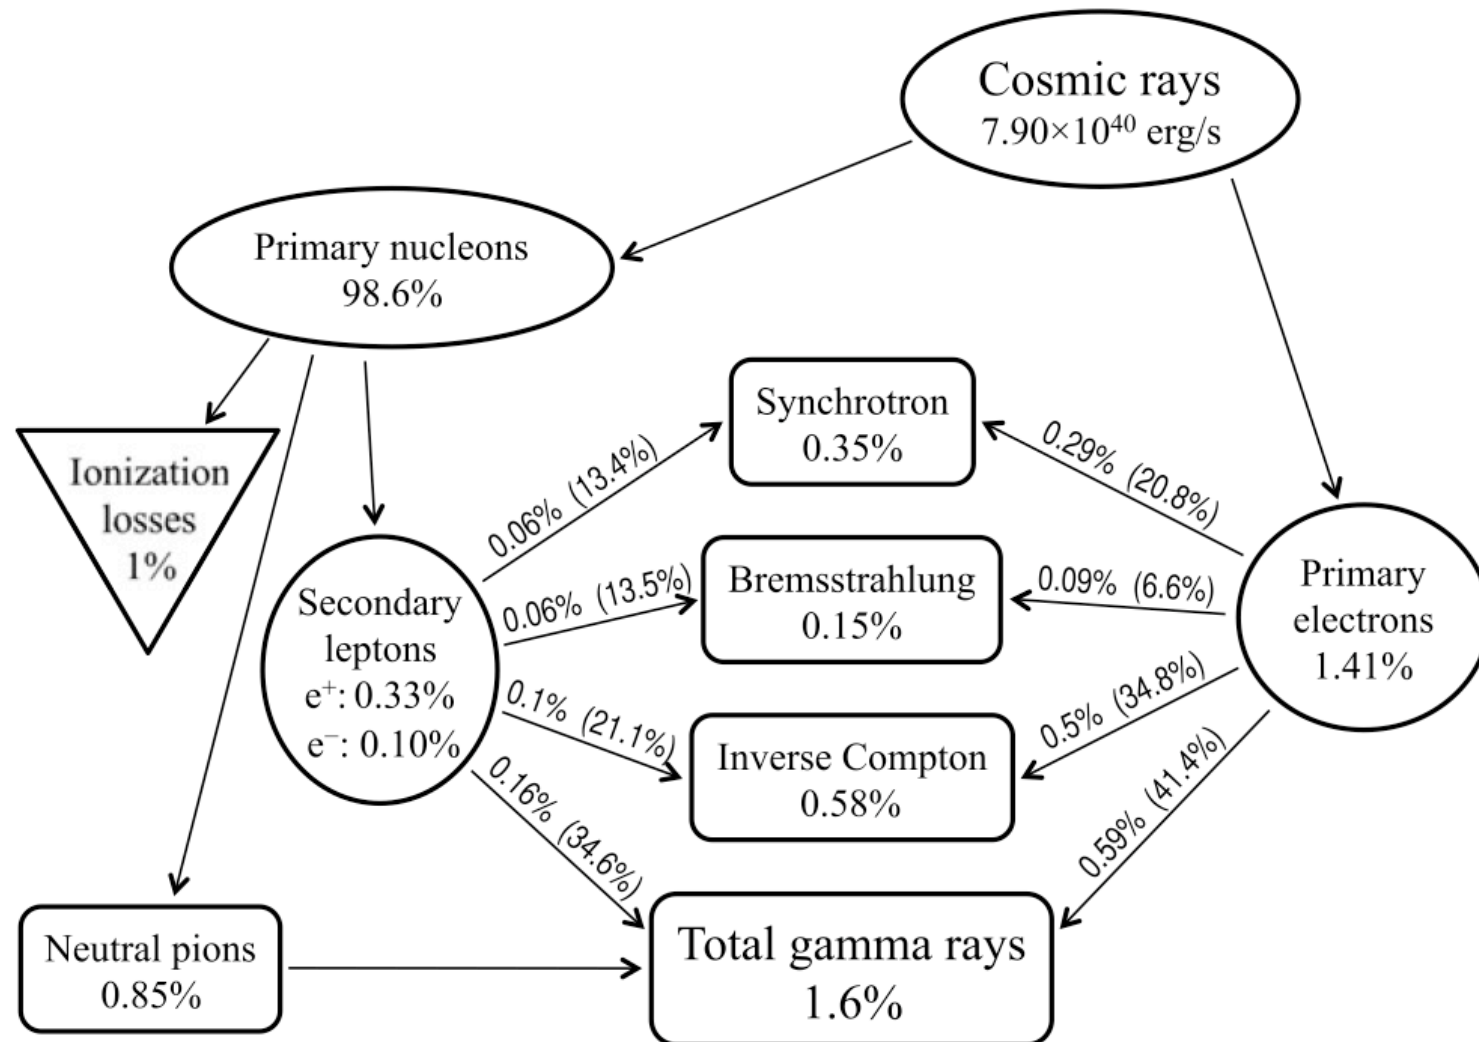 Cosmic rays
7.90×10⁴⁰ erg/s
Primary nucleons
98.6%
Ionization
losses
1%
Synchrotron
0.35%
0.06% (13.4%)
0.29% (20.8%)
Secondary
leptons
e⁺: 0.33%
e⁻: 0.10%
0.06% (13.5%)
Bremsstrahlung
0.15%
0.09% (6.6%)
Primary
electrons
1.41%
0.1% (21.1%)
Inverse Compton
0.58%
0.5% (34.8%)
0.16% (34.6%)
0.59% (41.4%)
Neutral pions
0.85%
Total gamma rays
1.6%